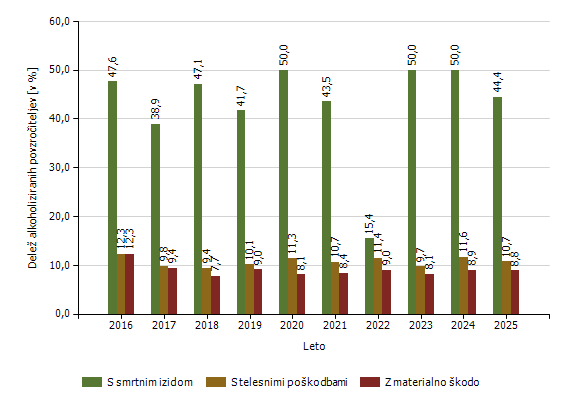 60,0
50,0
40,0
30,0
20,0
10,0
0,0
Delež alkoholiziranih povzročiteljev [v %]
47,6 12,3 12,3
38,9 9,8 9,4
47,1 9,4 7,7
41,7 10,1 9,0
50,0 11,3 8,1
43,5 10,7 8,4
15,4 11,4 9,0
50,0 9,7 8,1
50,0 11,6 8,9
44,4 10,7 8,8
2016 2017 2018 2019 2020 2021 2022 2023 2024 2025
Leto
S smrtnim izidom S telesnimi poškodbami Z materialno škodo